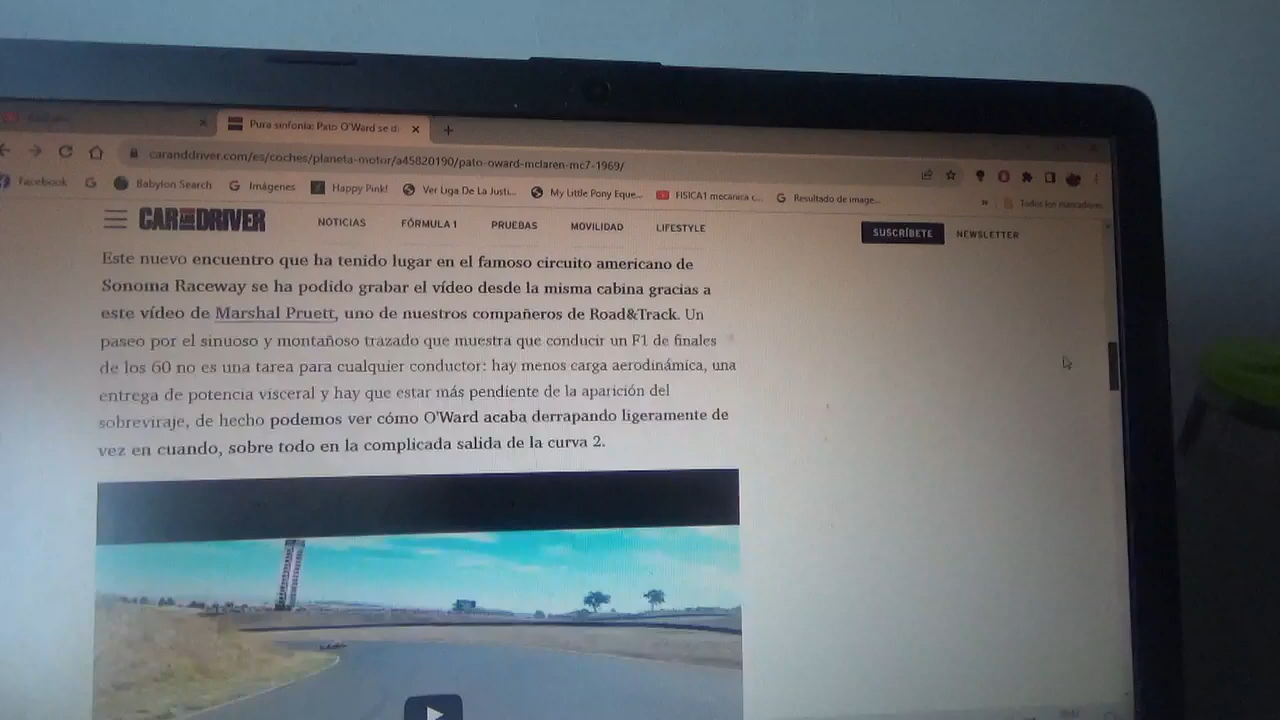 Pura sinfonía: Pato O'Ward se d
caranddriver.com/es/coches/planeta-motor/a45820190/pato-oward-mclaren-mc7-1969/
Facebook
Babylon Search
Imágenes
Happy Pink!
Ver Liga De La Justi...
My Little Pony Eque...
FISICA1 mecanica c...
Resultado de image...
»
Todos los marcadores
CAR AND DRIVER
NOTICIAS
FÓRMULA 1
PRUEBAS
MOVILIDAD
LIFESTYLE
SUSCRÍBETE
NEWSLETTER
Este nuevo encuentro que ha tenido lugar en el famoso circuito americano de
Sonoma Raceway se ha podido grabar el vídeo desde la misma cabina gracias a
este vídeo de Marshal Pruett, uno de nuestros compañeros de Road&Track. Un
paseo por el sinuoso y montañoso trazado que muestra que conducir un F1 de finales
de los 60 no es una tarea para cualquier conductor: hay menos carga aerodinámica, una
entrega de potencia visceral y hay que estar más pendiente de la aparición del
sobreviraje, de hecho podemos ver cómo O'Ward acaba derrapando ligeramente de
vez en cuando, sobre todo en la complicada salida de la curva 2.